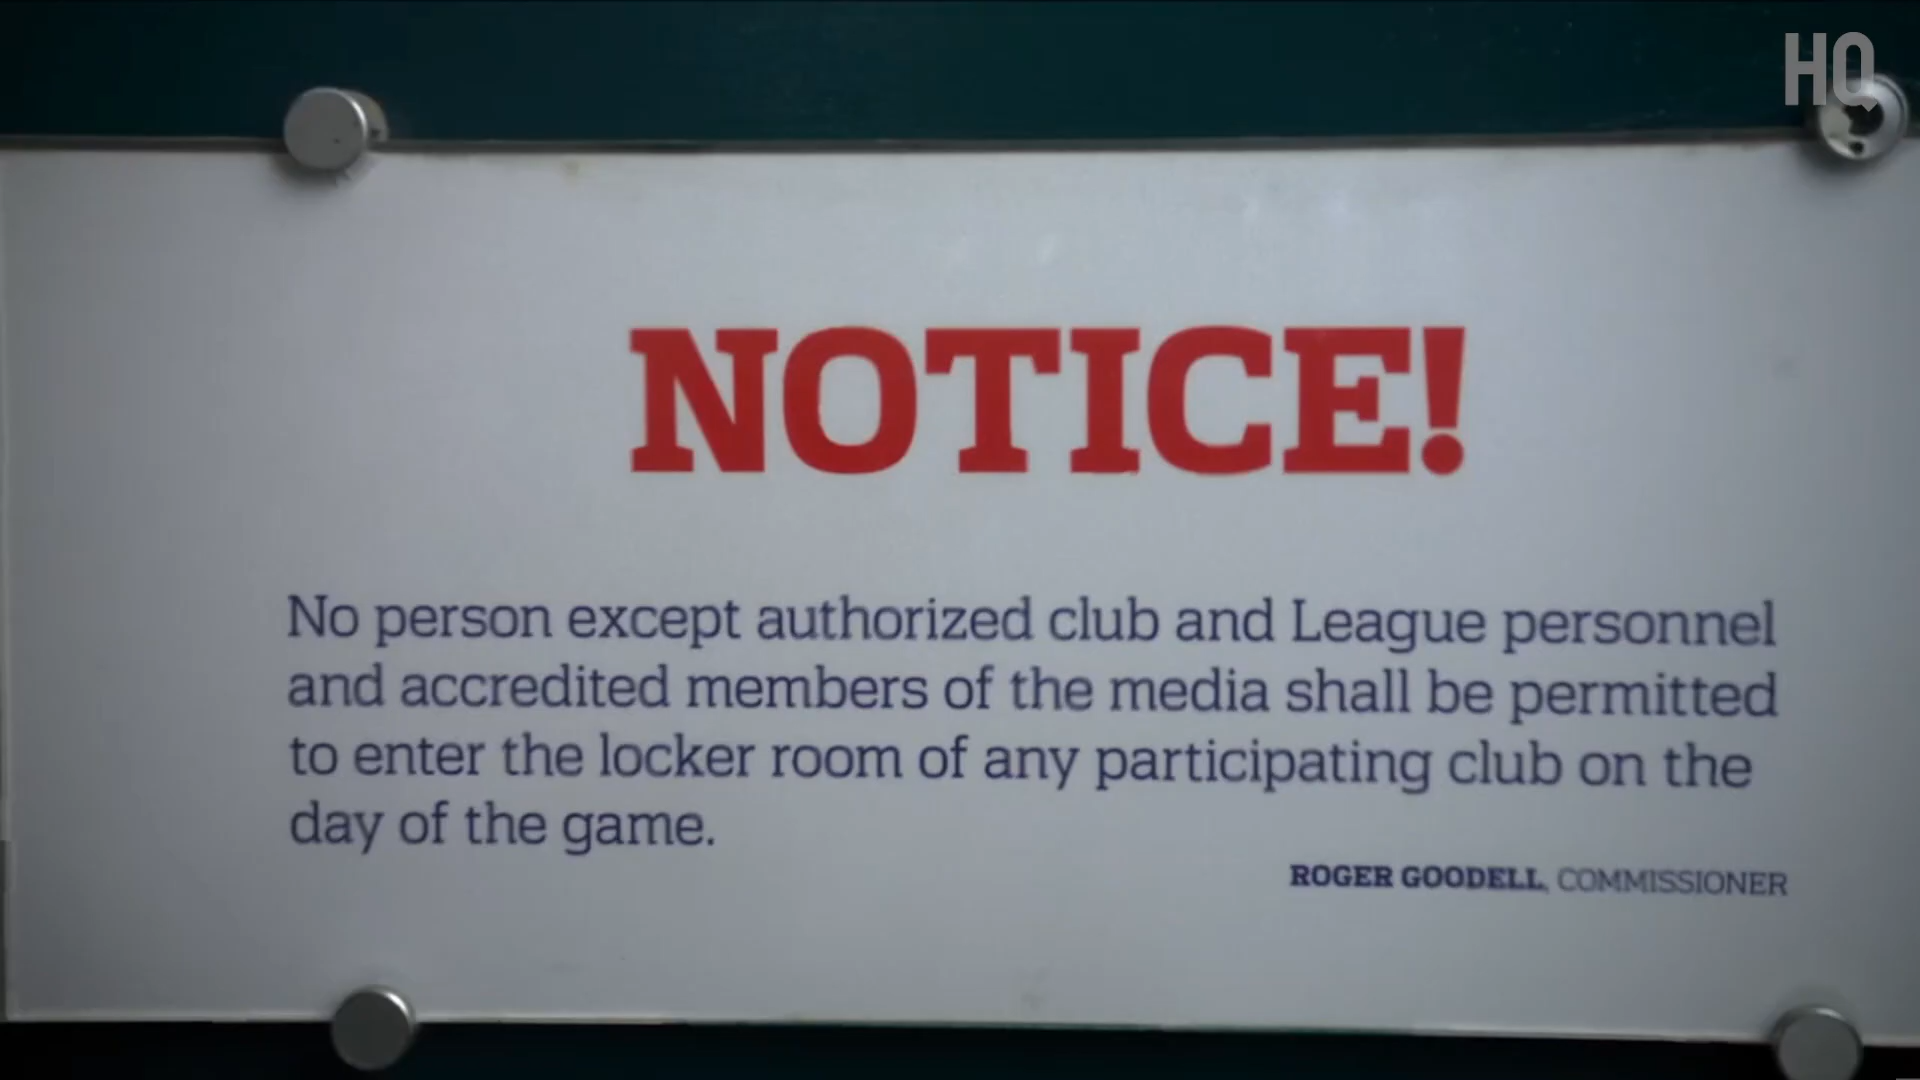 HQ
NOTICE!
No person except authorized club and League personnel
and accredited members of the media shall be permitted
to enter the locker room of any participating club on the
day of the game.
ROGER GOODELL, COMMISSIONER